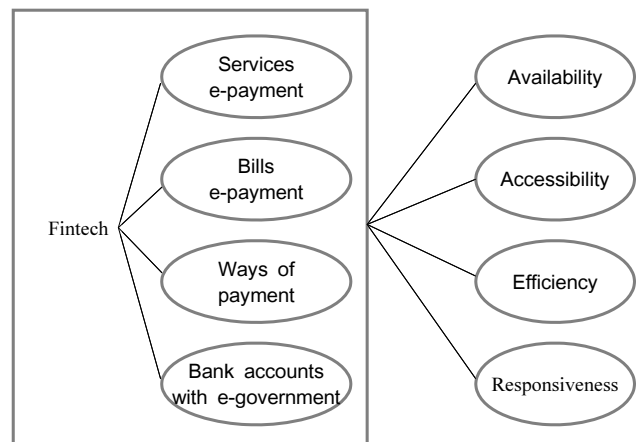 Services
e-payment
Bills
e-payment
Fintech
Ways of
payment
Bank accounts
with e-government
Availability
Accessibility
Efficiency
Responsiveness